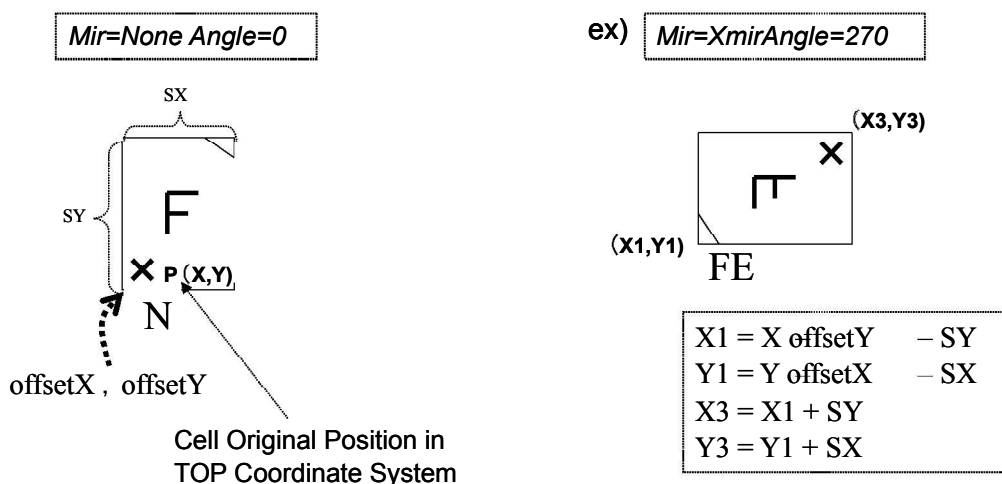 Mir=None Angle=0
ex)
Mir=XmirAngle=270
SX
(X3,Y3)
F
F
SY
(X1,Y1)
P (X,Y)
FE
N
offsetX , offsetY
X1 = X offsetY – SY
Y1 = Y offsetX – SX
X3 = X1 + SY
Y3 = Y1 + SX
Cell Original Position in
TOP Coordinate System